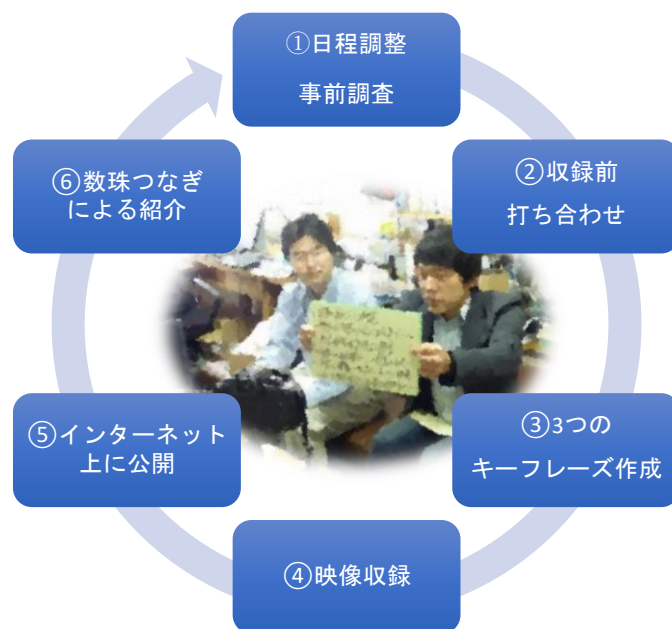 ①日程調整
事前調査
②収録前
打ち合わせ
③3つの
キーフレーズ作成
④映像収録
⑤インターネット
上に公開
⑥数珠つなぎ
による紹介